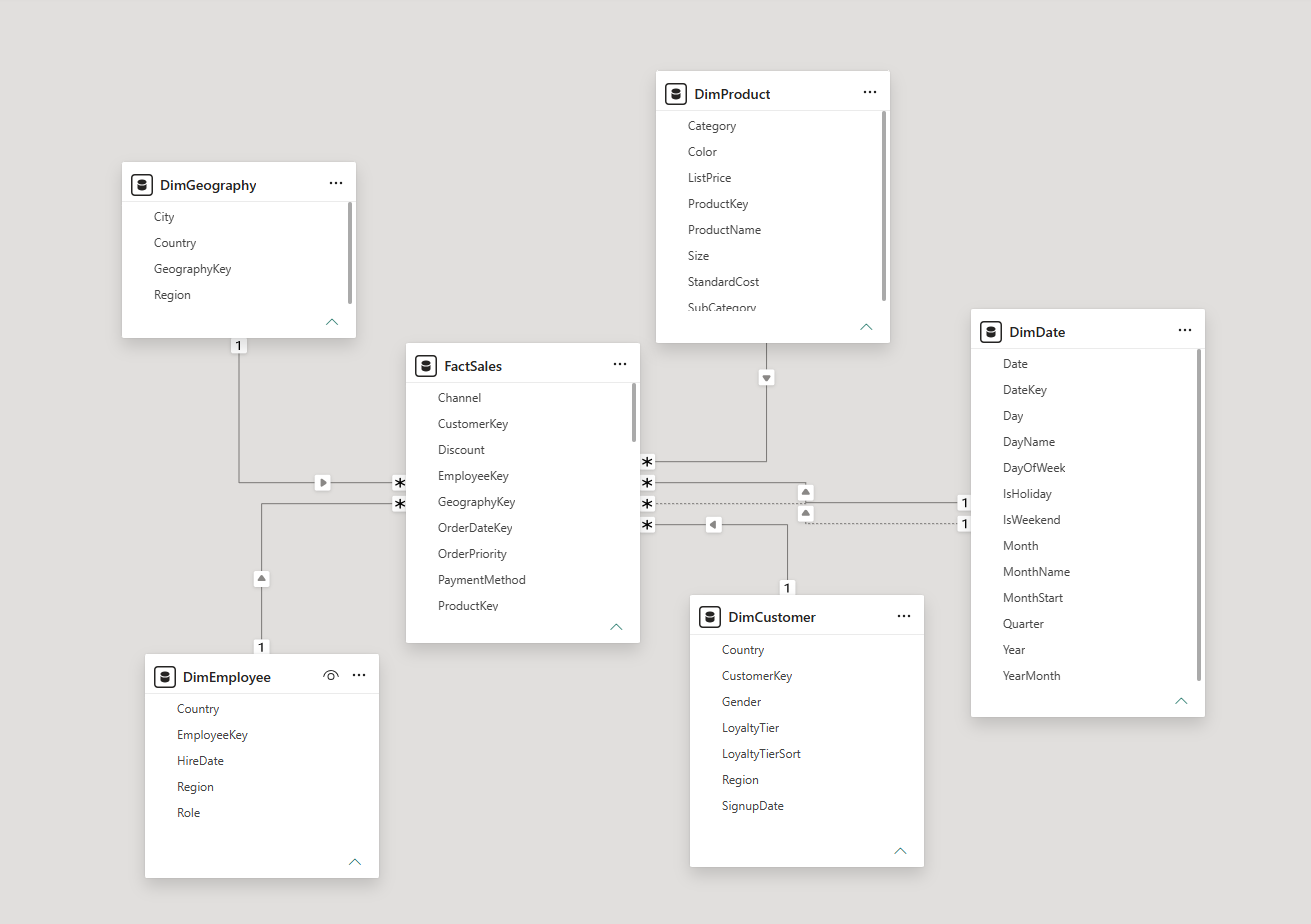 DimProduct
Category
Color
ListPrice
ProductKey
ProductName
Size
StandardCost
SubCategory
DimGeography
City
Country
GeographyKey
Region
1
FactSales
Channel
CustomerKey
Discount
EmployeeKey
GeographyKey
OrderDateKey
OrderPriority
PaymentMethod
ProductKey
*
*
*
*
*
*
1
1
DimDate
Date
DateKey
Day
DayName
DayOfWeek
IsHoliday
IsWeekend
Month
MonthName
MonthStart
Quarter
Year
YearMonth
1
DimCustomer
Country
CustomerKey
Gender
LoyaltyTier
LoyaltyTierSort
Region
SignupDate
1
DimEmployee
Country
EmployeeKey
HireDate
Region
Role